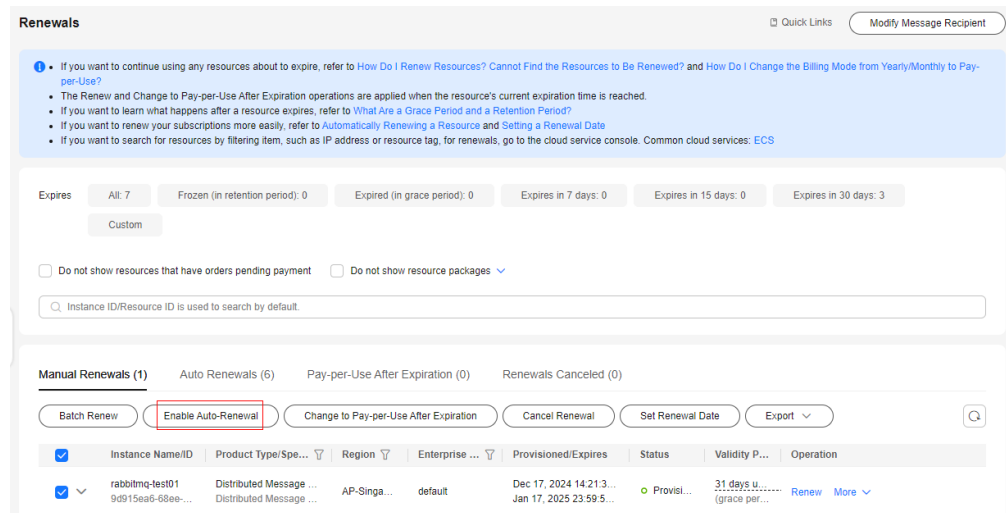 Renewals
Quick Links
Modify Message Recipient
If you want to continue using any resources about to expire, refer to How Do I Renew Resources? Cannot Find the Resources to Be Renewed? and How Do I Change the Billing Mode from Yearly/Monthly to Pay-
per-Use?
The Renew and Change to Pay-per-Use After Expiration operations are applied when the resource's current expiration time is reached.
If you want to learn what happens after a resource expires, refer to What Are a Grace Period and a Retention Period?
If you want to renew your subscriptions more easily, refer to Automatically Renewing a Resource and Setting a Renewal Date
If you want to search for resources by filtering item, such as IP address or resource tag, for renewals, go to the cloud service console. Common cloud services: ECS
Expires All: 7 Frozen (in retention period): 0 Expired (in grace period): 0 Expires in 7 days: 0 Expires in 15 days: 0 Expires in 30 days: 3
Custom
Do not show resources that have orders pending payment Do not show resource packages
Instance ID/Resource ID is used to search by default.
Manual Renewals (1) Auto Renewals (6) Pay-per-Use After Expiration (0) Renewals Canceled (0)
Batch Renew Enable Auto-Renewal Change to Pay-per-Use After Expiration Cancel Renewal Set Renewal Date Export
Instance Name/ID Product Type/Spe... Region Enterprise ... Provisioned/Expires Status Validity P... Operation
rabbitmq-test01 Distributed Message ... AP-Singa... default Dec 17, 2024 14:21:3... Provisi... 31 days u... Renew More
9d915ea6-68ee-... Distributed Message ... Jan 17, 2025 23:59:5... (grace per...